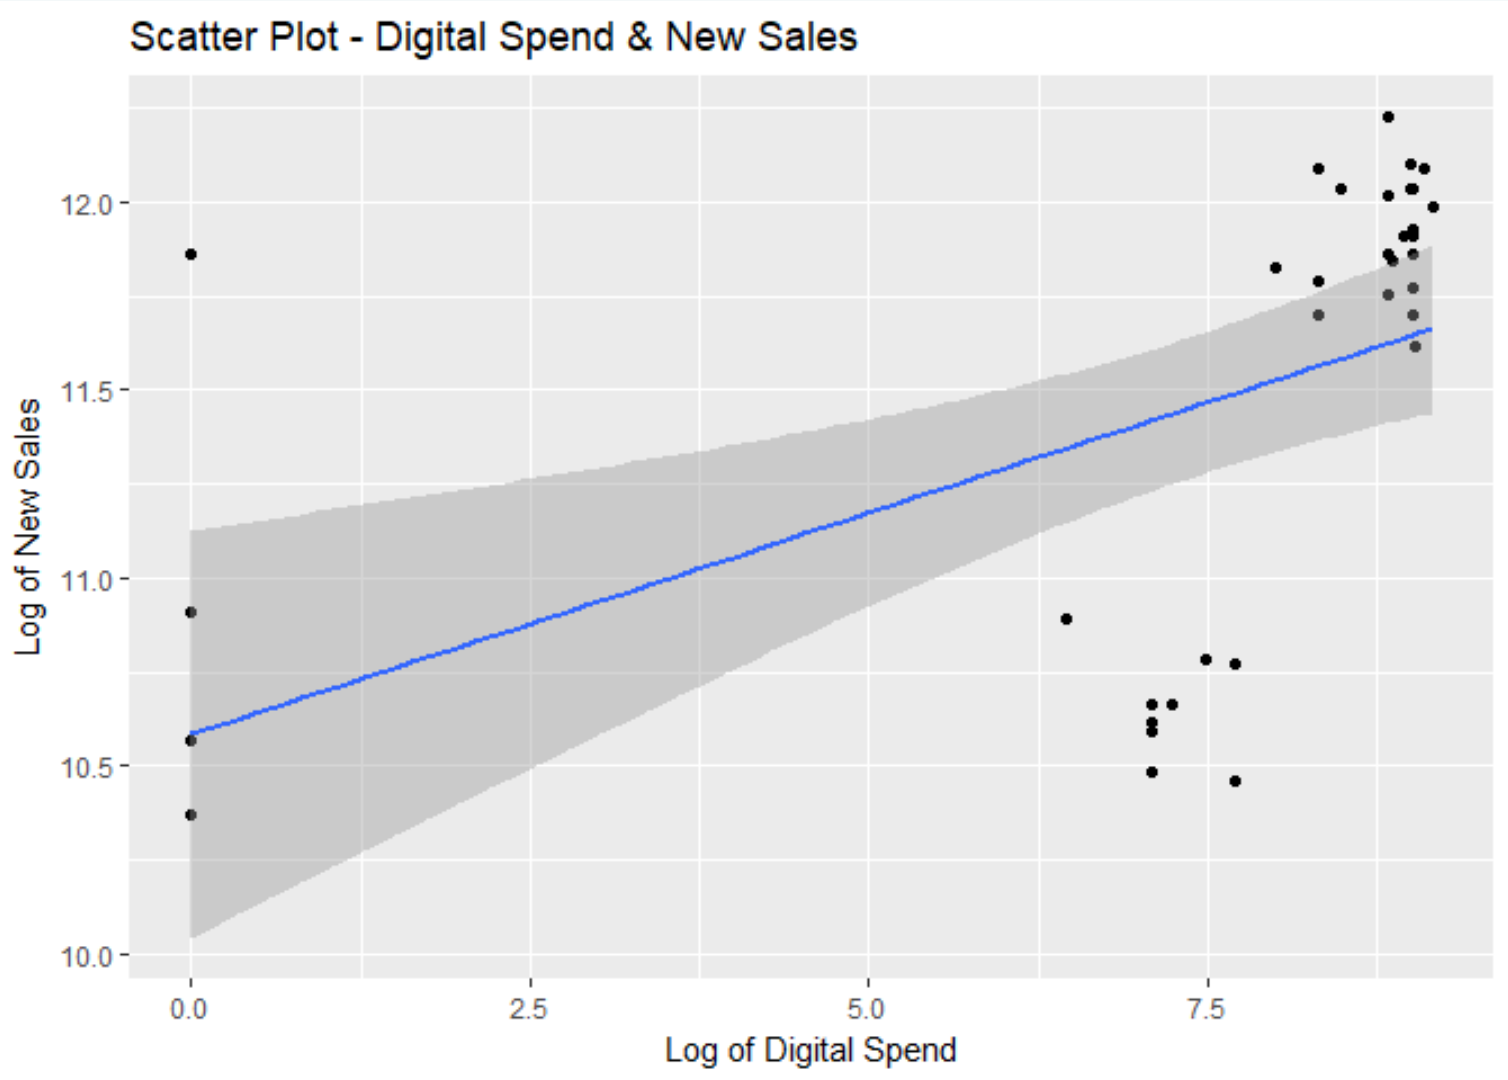 Scatter Plot - Digital Spend & New Sales
12.0
11.5
11.0
10.5
10.0
Log of New Sales
0.0 2.5 5.0 7.5
Log of Digital Spend